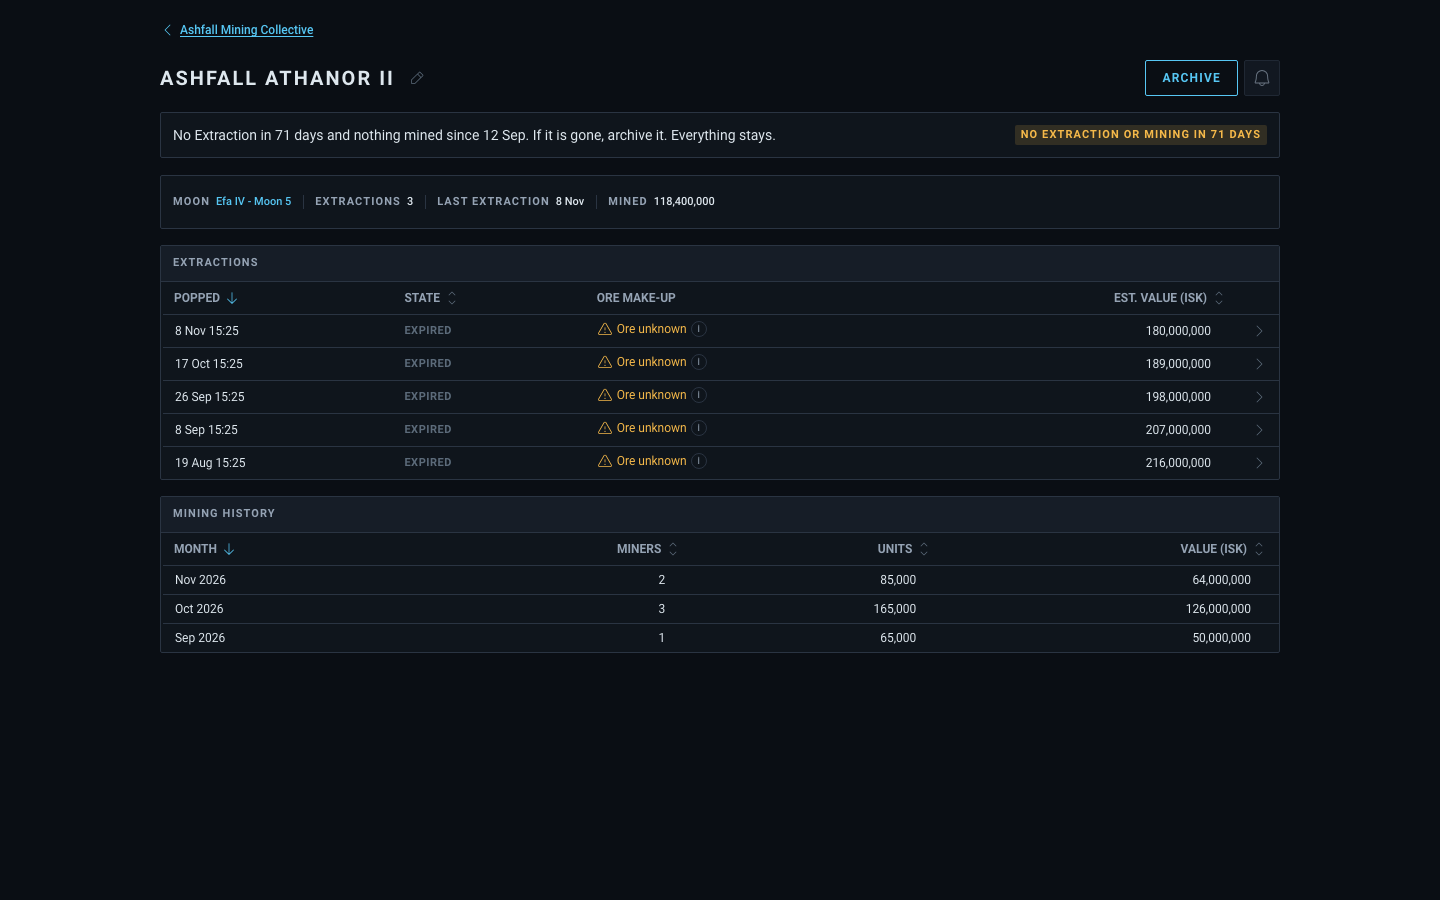 Ashfall Mining Collective
ASHFALL ATHANOR II
ARCHIVE
No Extraction in 71 days and nothing mined since 12 Sep. If it is gone, archive it. Everything stays.
NO EXTRACTION OR MINING IN 71 DAYS
MOON Efa IV - Moon 5 EXTRACTIONS 3 LAST EXTRACTION 8 Nov MINED 118,400,000
EXTRACTIONS
POPPED STATE ORE MAKE-UP EST. VALUE (ISK)
8 Nov 15:25 EXPIRED Ore unknown 180,000,000
17 Oct 15:25 EXPIRED Ore unknown 189,000,000
26 Sep 15:25 EXPIRED Ore unknown 198,000,000
8 Sep 15:25 EXPIRED Ore unknown 207,000,000
19 Aug 15:25 EXPIRED Ore unknown 216,000,000
MINING HISTORY
MONTH MINERS UNITS VALUE (ISK)
Nov 2026 2 85,000 64,000,000
Oct 2026 3 165,000 126,000,000
Sep 2026 1 65,000 50,000,000